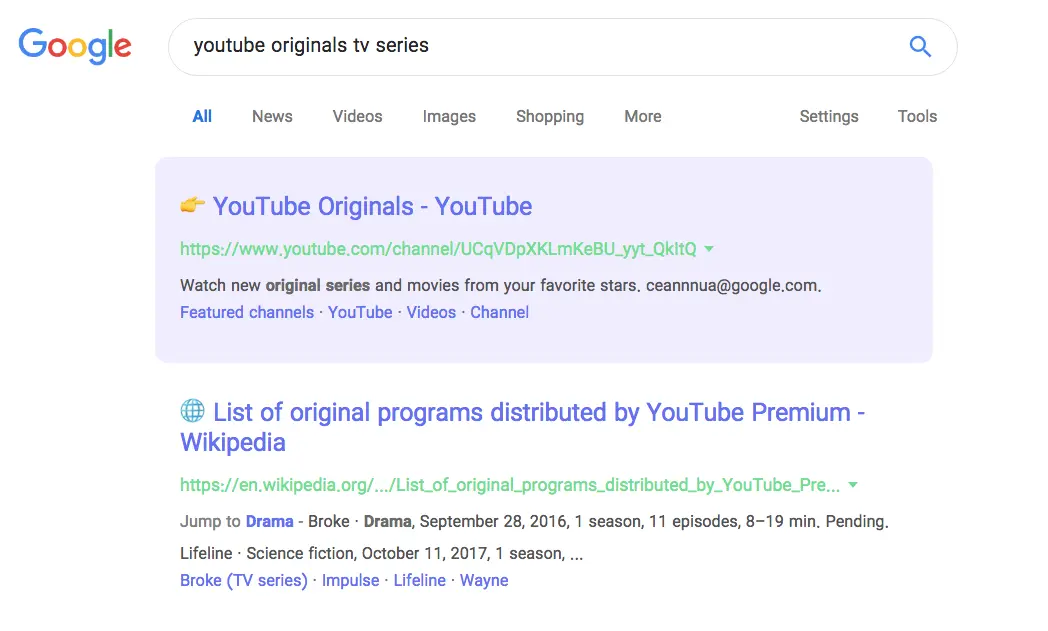 Google
youtube originals tv series
All News Videos Images Shopping More Settings Tools
👉 YouTube Originals - YouTube
https://www.youtube.com/channel/UCqVDpXKLmKeBU_yyt_QkItQ
Watch new original series and movies from your favorite stars. ceannnua@google.com.
Featured channels · YouTube · Videos · Channel
🌐 List of original programs distributed by YouTube Premium -
Wikipedia
https://en.wikipedia.org/.../List_of_original_programs_distributed_by_YouTube_Pre...
Jump to Drama - Broke · Drama, September 28, 2016, 1 season, 11 episodes, 8–19 min. Pending.
Lifeline · Science fiction, October 11, 2017, 1 season, ...
Broke (TV series) · Impulse · Lifeline · Wayne